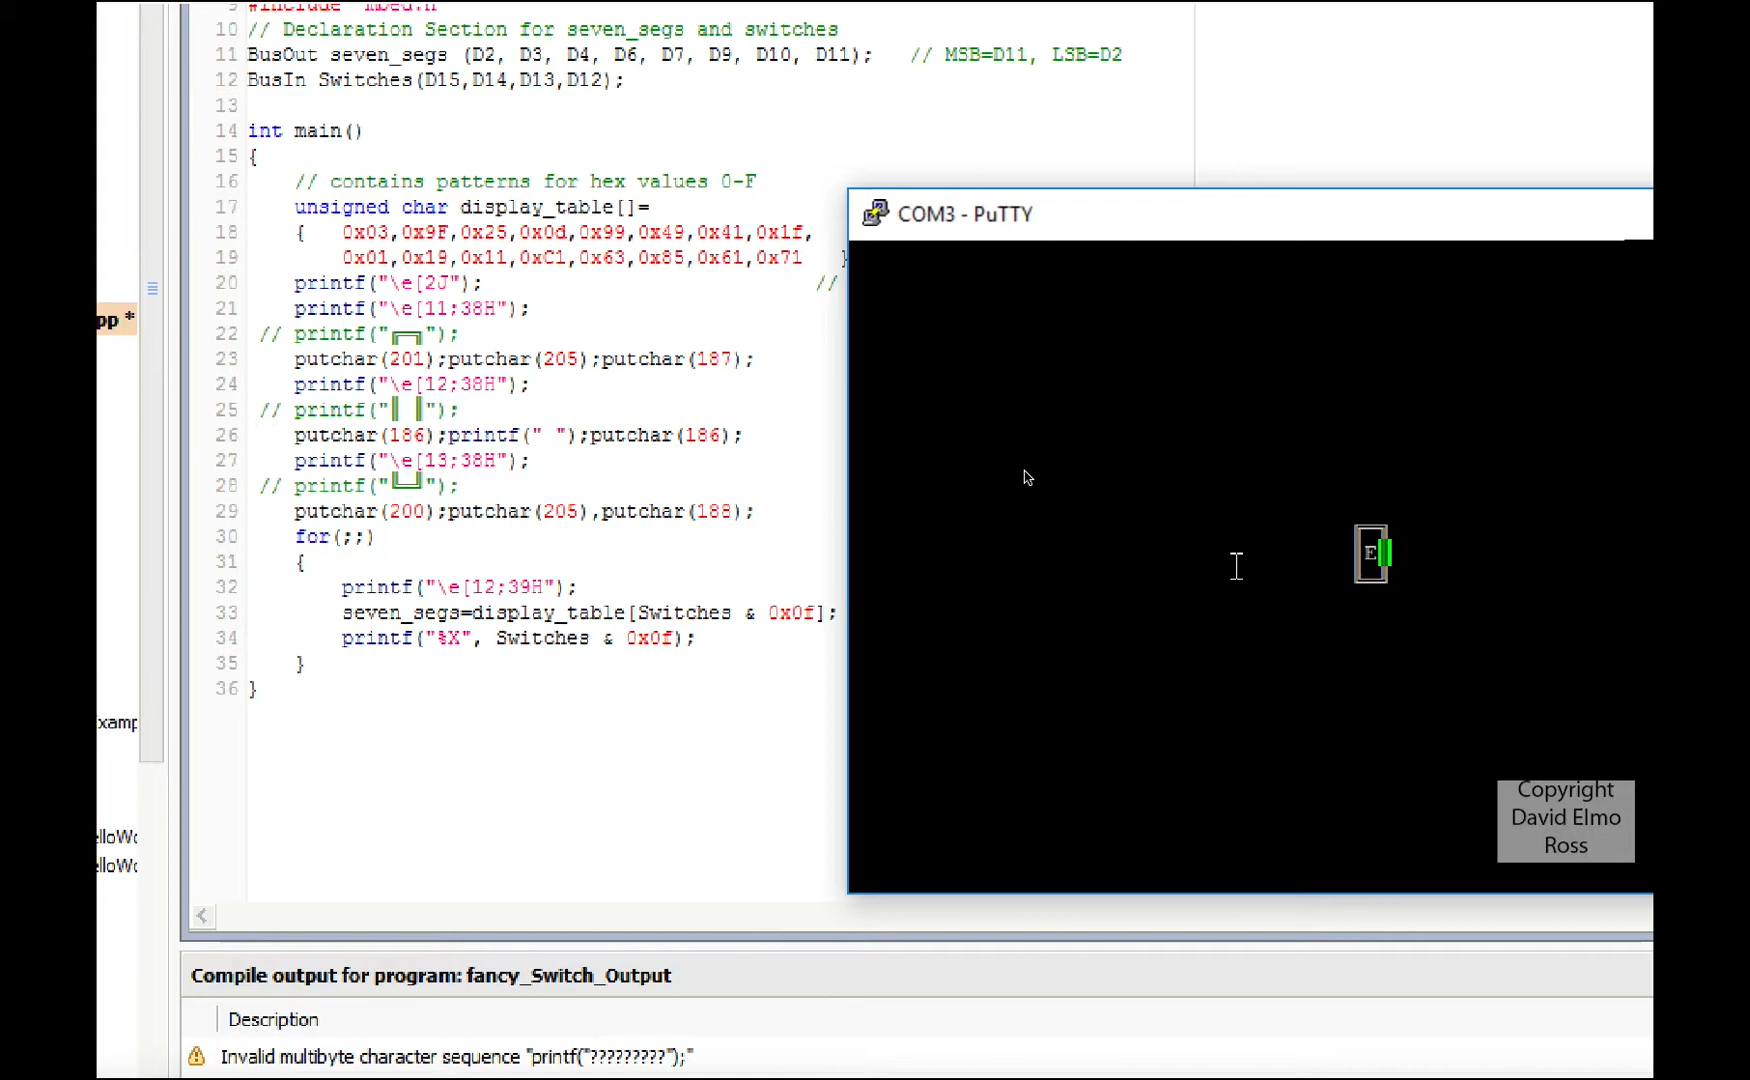 9 #include "mbed.h"
10 // Declaration Section for seven_segs and switches
11 BusOut seven_segs (D2, D3, D4, D6, D7, D9, D10, D11); // MSB=D11, LSB=D2
12 BusIn Switches(D15,D14,D13,D12);
13
14 int main()
15 {
16 // contains patterns for hex values 0-F
17 unsigned char display_table[]=
18 { 0x03,0x9F,0x25,0x0d,0x99,0x49,0x41,0x1f,
19 0x01,0x19,0x11,0xC1,0x63,0x85,0x61,0x71 }
20 printf("\e[2J"); //
21 printf("\e[11;38H");
22 // printf("╔═╗");
23 putchar(201);putchar(205);putchar(187);
24 printf("\e[12;38H");
25 // printf("║ ║");
26 putchar(186);printf(" ");putchar(186);
27 printf("\e[13;38H");
28 // printf("╚═╝");
29 putchar(200);putchar(205),putchar(188);
30 for(;;)
31 {
32 printf("\e[12;39H");
33 seven_segs=display_table[Switches & 0x0f];
34 printf("%X", Switches & 0x0f);
35 }
36 }
pp *
xamp
elloWo
elloWo
COM3 - PuTTY
E
Copyright
David Elmo
Ross
Compile output for program: fancy_Switch_Output
Description
Invalid multibyte character sequence "printf("?????????");"